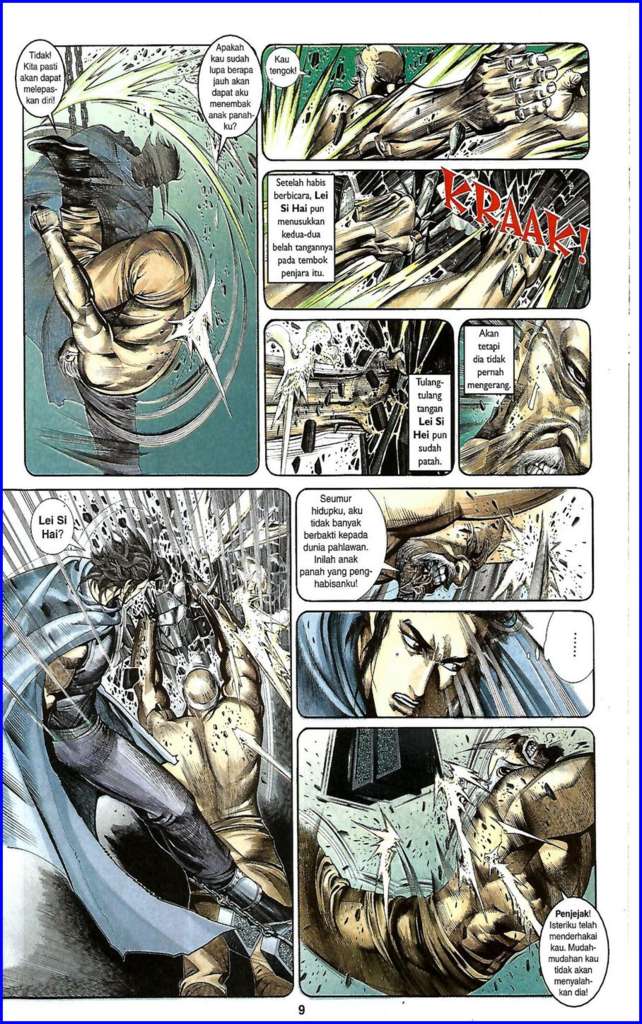 Tidak!
Kita pasti
akan dapat
melepas-
kan diri!
Apakah
kau sudah
lupa berapa
jauh akan
dapat aku
menembak
anak panah-
ku?
Kau
tengok!
Setelah habis
berbicara, Lei
Si Hai pun
menusukkan
kedua-dua
belah tangannya
pada tembok
penjara itu.
KRAAK!
Tulang-
tulang
tangan
Lei Si
Hei pun
sudah
patah.
Akan
tetapi
dia tidak
pernah
mengerang.
Lei Si
Hai?
Seumur
hidupku, aku
tidak banyak
berbakti kepada
dunia pahlawan.
Inilah anak
panah yang peng-
habisanku!
......
Penjejak!
Isteriku telah
menderhakai
kau. Mudah-
mudahan kau
tidak akan
menyalah-
kan dia!
9